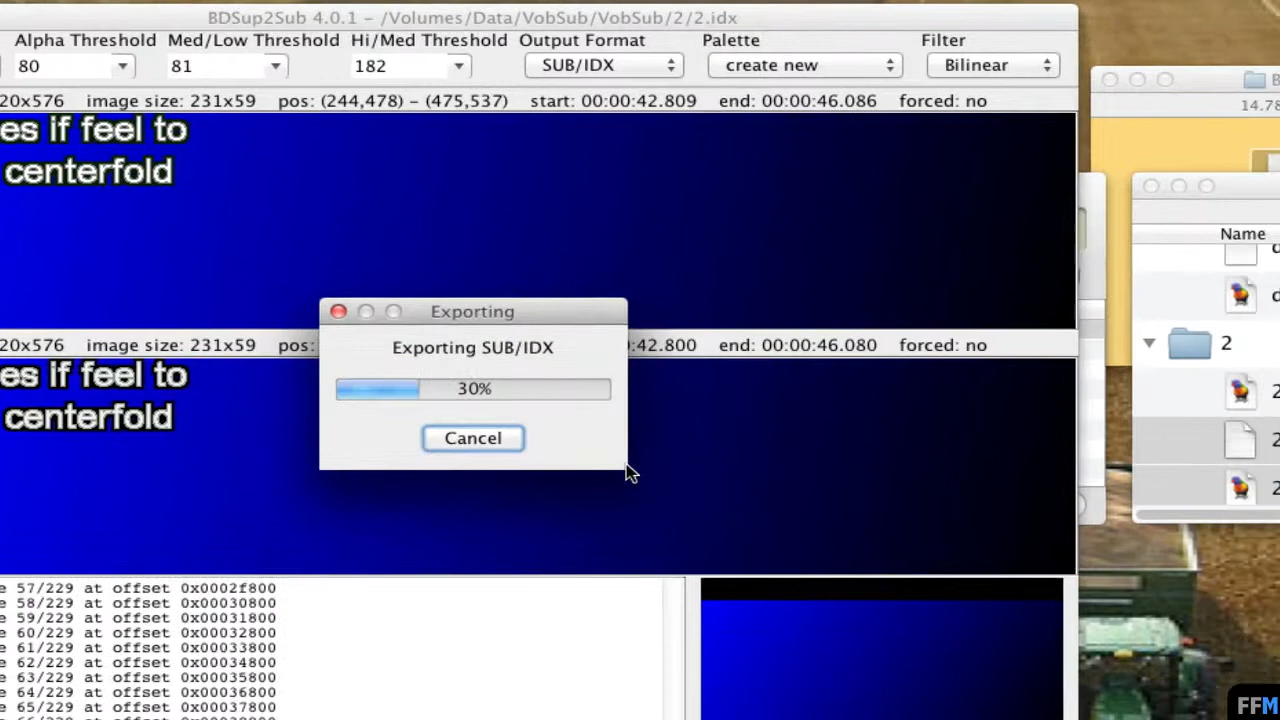 BDSup2Sub 4.0.1 – /Volumes/Data/VobSub/VobSub/2/2.idx
Alpha Threshold Med/Low Threshold Hi/Med Threshold Output Format Palette Filter
80 81 182 SUB/IDX create new Bilinear
20x576 image size: 231x59 pos: (244,478) – (475,537) start: 00:00:42.809 end: 00:00:46.086 forced: no
es if feel to
centerfold
20x576 image size: 231x59 pos: :42.800 end: 00:00:46.080 forced: no
es if feel to
centerfold
Exporting
Exporting SUB/IDX
30%
Cancel
e 57/229 at offset 0x0002f800
e 58/229 at offset 0x00030800
e 59/229 at offset 0x00031800
e 60/229 at offset 0x00032800
e 61/229 at offset 0x00033800
e 62/229 at offset 0x00034800
e 63/229 at offset 0x00035800
e 64/229 at offset 0x00036800
e 65/229 at offset 0x00037800
B
14.78
Name
d
d
2
2
2
2
FFM